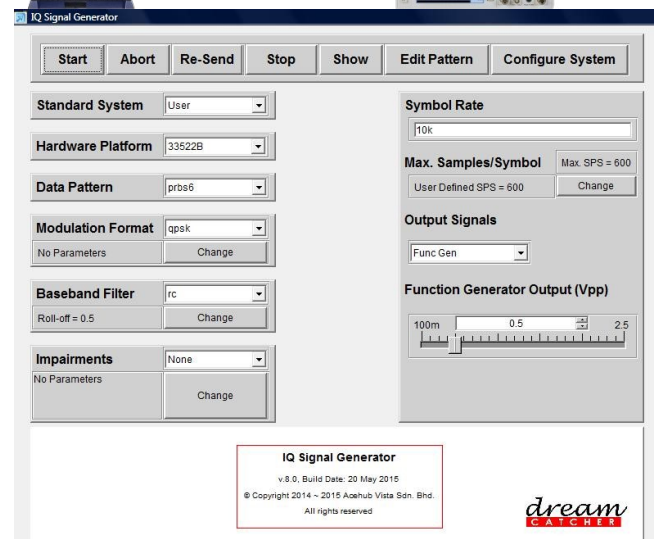 IQ Signal Generator
Start Abort Re-Send Stop Show Edit Pattern Configure System
Standard System User
Hardware Platform 33522B
Data Pattern prbs6
Modulation Format qpsk
No Parameters Change
Baseband Filter rc
Roll-off = 0.5 Change
Impairments None
No Parameters
Change
Symbol Rate
10k
Max. Samples/Symbol Max. SPS = 600
User Defined SPS = 600 Change
Output Signals
Func Gen
Function Generator Output (Vpp)
100m 0.5 2.5
IQ Signal Generator
v.8.0, Build Date: 20 May 2015
© Copyright 2014 ~ 2015 Acehub Vista Sdn. Bhd.
All rights reserved
dream
CATCHER